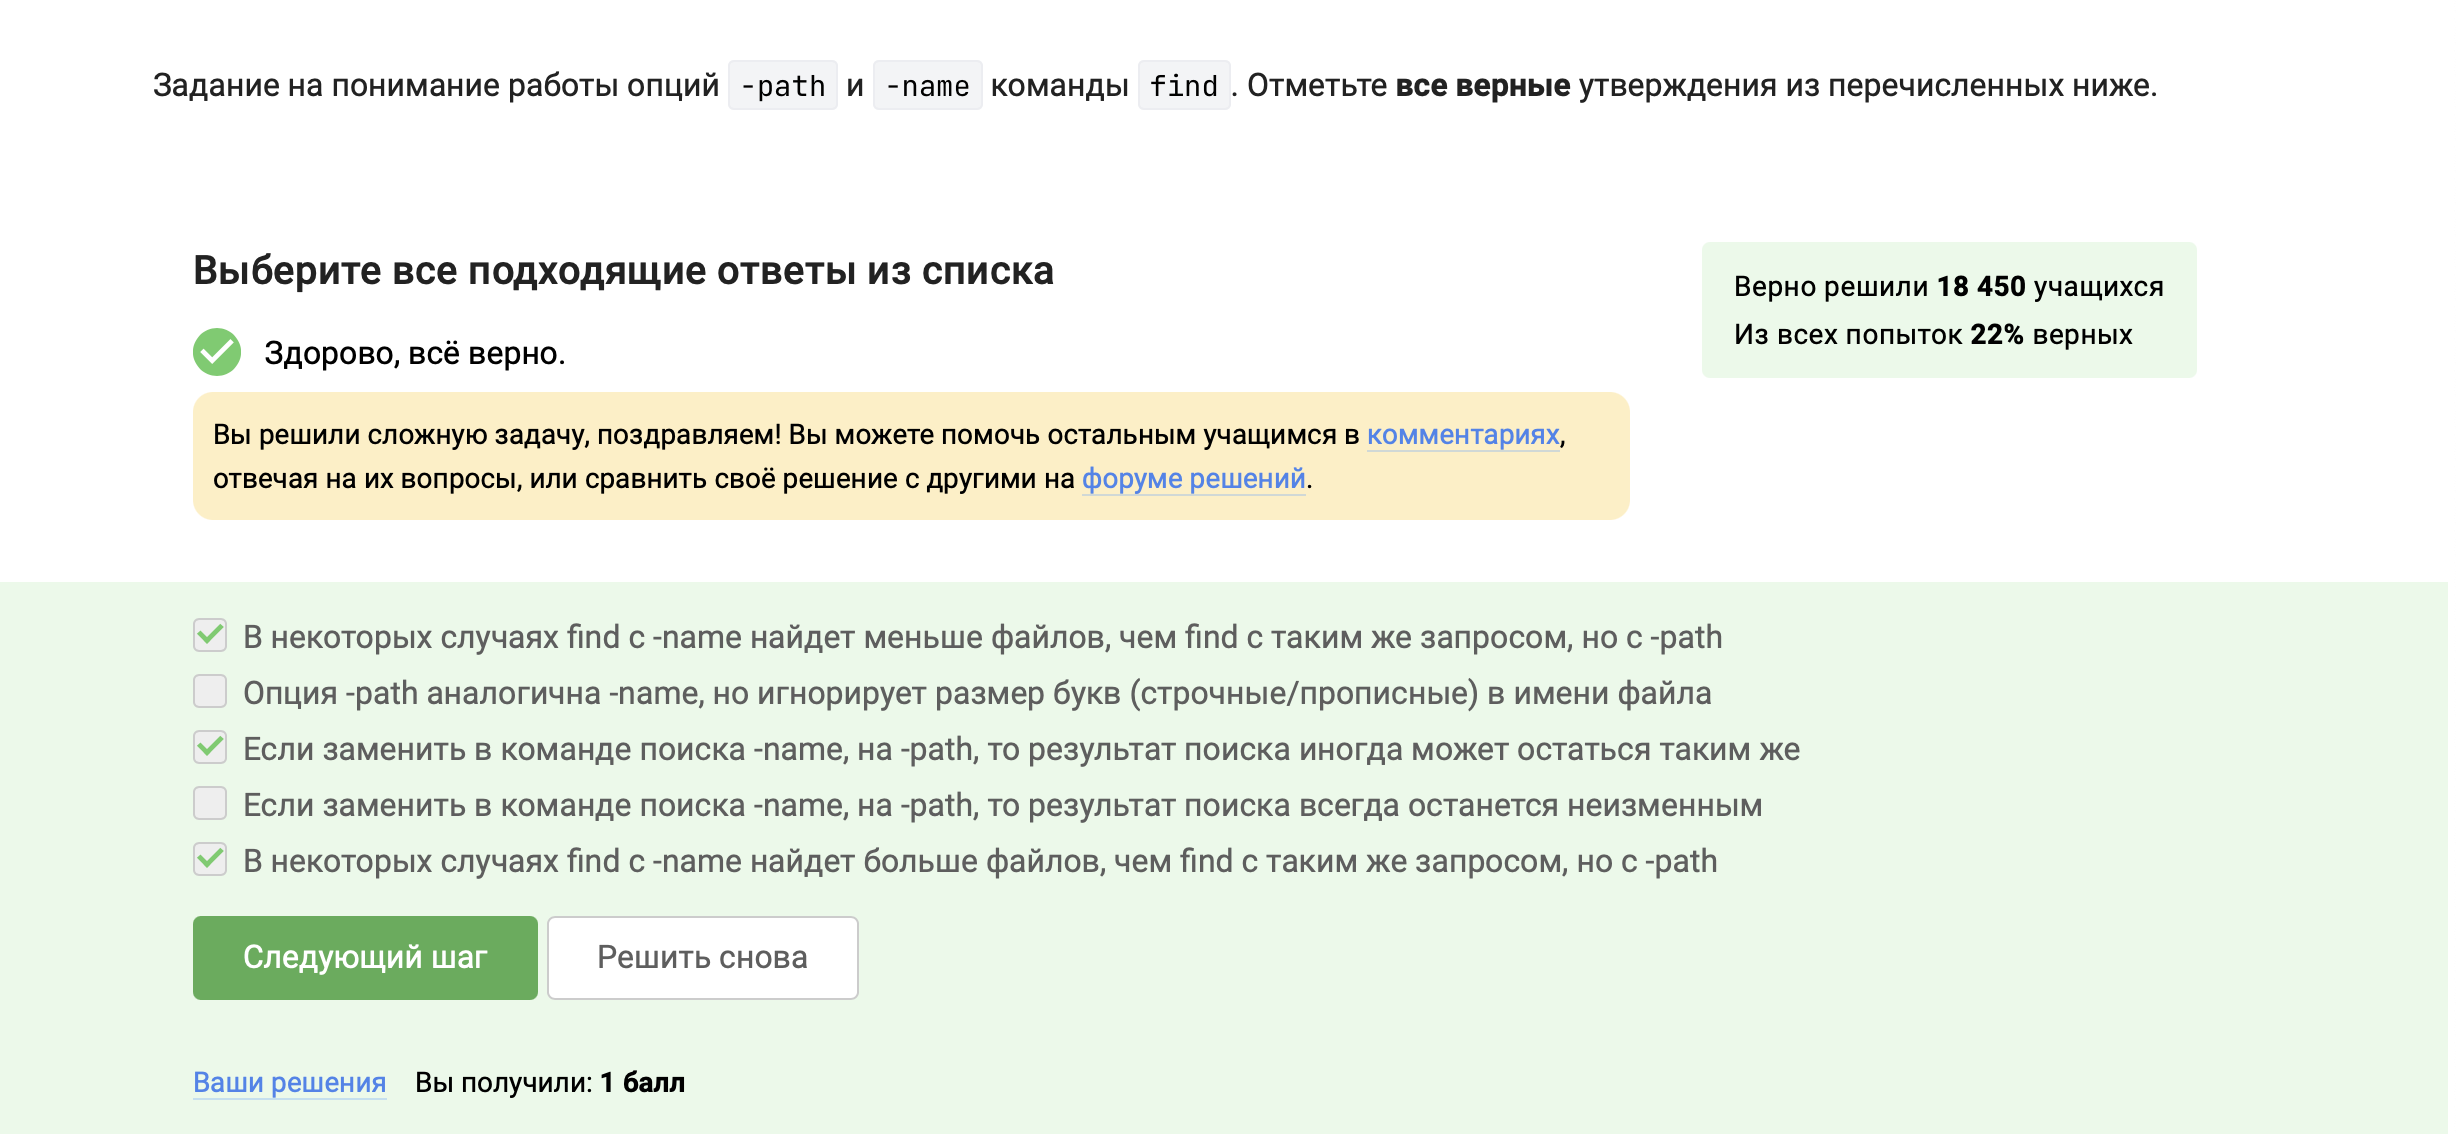 Задание на понимание работы опций -path и -name команды find. Отметьте все верные утверждения из перечисленных ниже.
Выберите все подходящие ответы из списка
Верно решили 18 450 учащихся
Из всех попыток 22% верных
Здорово, всё верно.
Вы решили сложную задачу, поздравляем! Вы можете помочь остальным учащимся в комментариях,
отвечая на их вопросы, или сравнить своё решение с другими на форуме решений.
В некоторых случаях find с -name найдет меньше файлов, чем find с таким же запросом, но с -path
Опция -path аналогична -name, но игнорирует размер букв (строчные/прописные) в имени файла
Если заменить в команде поиска -name, на -path, то результат поиска иногда может остаться таким же
Если заменить в команде поиска -name, на -path, то результат поиска всегда останется неизменным
В некоторых случаях find с -name найдет больше файлов, чем find с таким же запросом, но с -path
Следующий шаг
Решить снова
Ваши решения Вы получили: 1 балл